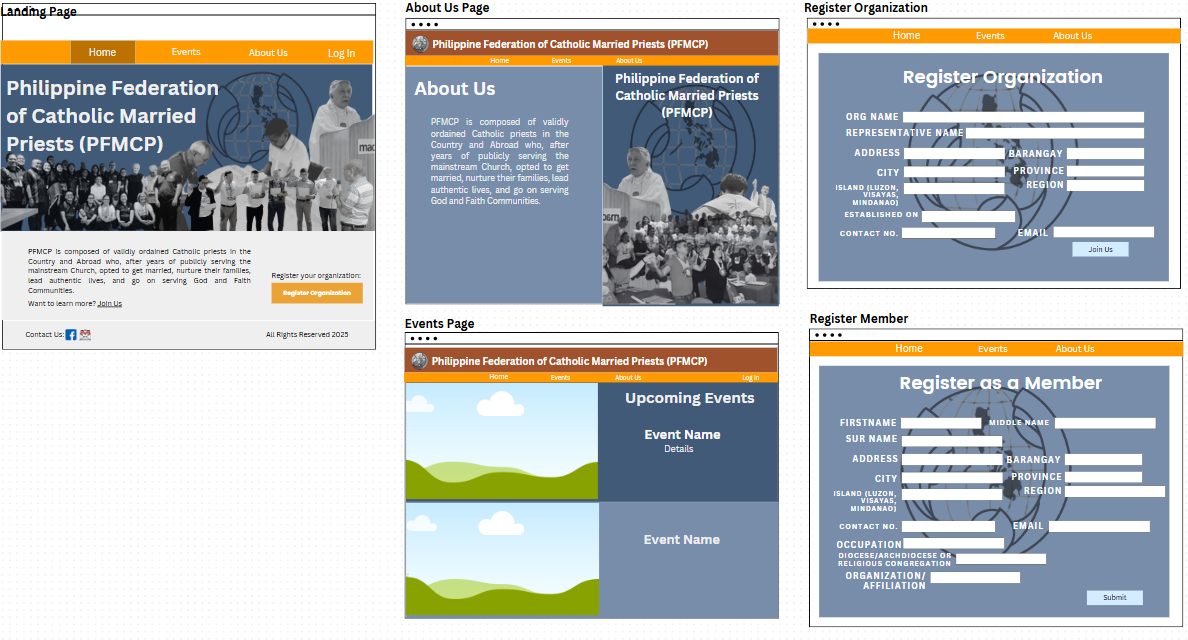 Landing Page
Home
Events
About Us
Log In
Philippine Federation
of Catholic Married
Priests (PFMCP)
PFMCP is composed of validly ordained Catholic priests in the
Country and Abroad who, after years of publicly serving the
mainstream Church, opted to get married, nurture their families,
lead authentic lives, and go on serving God and Faith
Communities.
Want to learn more? Join Us
Register your organization:
Register Organization
Contact Us:
All Rights Reserved 2025
About Us Page
Philippine Federation of Catholic Married Priests (PFMCP)
Home
Events
About Us
About Us
PFMCP is composed of validly
ordained Catholic priests in the
Country and Abroad who, after
years of publicly serving the
mainstream Church, opted to get
married, nurture their families, lead
authentic lives, and go on serving
God and Faith Communities.
Philippine Federation of
Catholic Married Priests
(PFMCP)
Events Page
Philippine Federation of Catholic Married Priests (PFMCP)
Home
Events
About Us
Log In
Upcoming Events
Event Name
Details
Event Name
Register Organization
Home
Events
About Us
Register Organization
ORG NAME
REPRESENTATIVE NAME
ADDRESS
BARANGAY
CITY
PROVINCE
ISLAND (LUZON,
VISAYAS,
MINDANAO)
REGION
ESTABLISHED ON
CONTACT NO.
EMAIL
Join Us
Register Member
Home
Events
About Us
Register as a Member
FIRSTNAME
MIDDLE NAME
SUR NAME
ADDRESS
BARANGAY
CITY
PROVINCE
ISLAND (LUZON,
VISAYAS,
MINDANAO)
REGION
CONTACT NO.
EMAIL
OCCUPATION
DIOCESE/ARCHDIOCESE OR
RELIGIOUS CONGREGATION
ORGANIZATION/
AFFILIATION
Submit